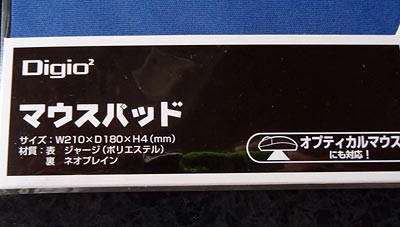 Digio²
マウスパッド
サイズ：W210×D180×H4（mm）
材質：表　ジャージ（ポリエステル）
裏　ネオプレイン
オプティカルマウス
にも対応！